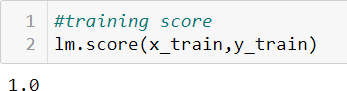 1 #training score
2 lm.score(x_train,y_train)
1.0